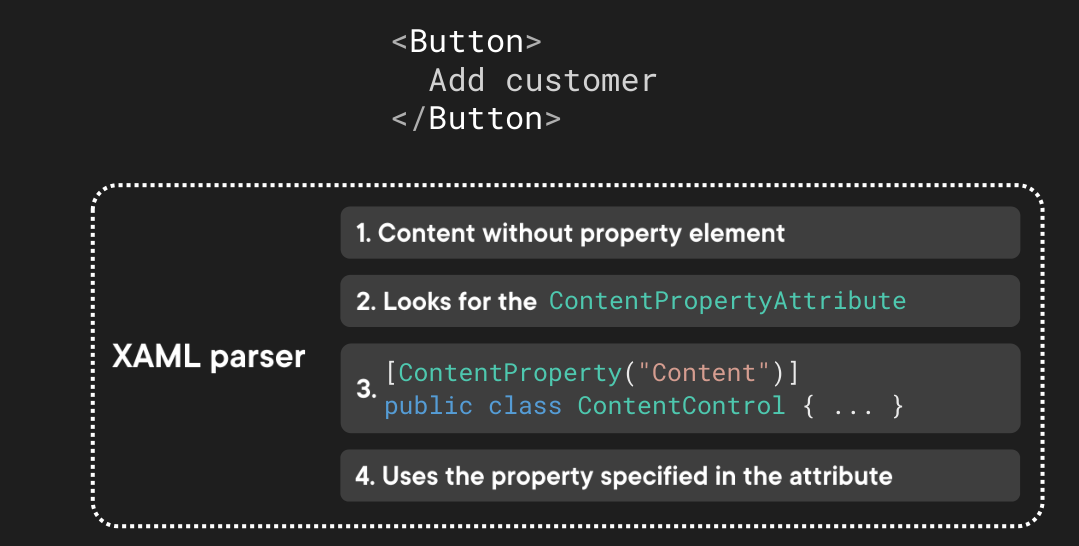 <Button>
  Add customer
</Button>
1. Content without property element
2. Looks for the ContentPropertyAttribute
XAML parser
3. [ContentProperty("Content")]
public class ContentControl { ... }
4. Uses the property specified in the attribute